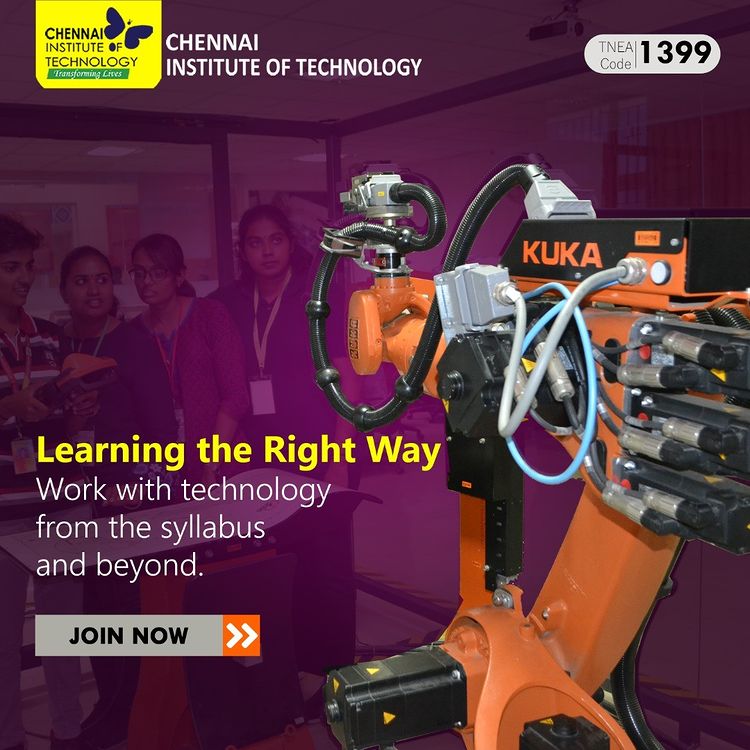 CHENNAI
INSTITUTE OF
TECHNOLOGY
Transforming Lives
CHENNAI
INSTITUTE OF TECHNOLOGY
TNEA
Code
1399
KUKA
KUKA
Learning the Right Way
Work with technology
from the syllabus
and beyond.
JOIN NOW